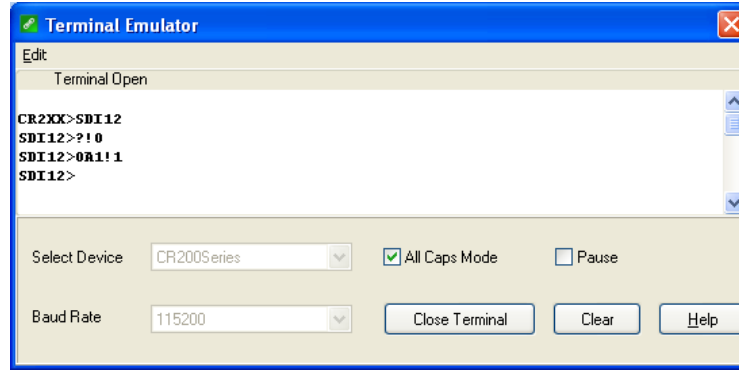 Terminal Emulator
Edit
Terminal Open
CR2XX>SDI12
SDI12>?!0
SDI12>0A1!1
SDI12>
Select Device CR200Series All Caps Mode Pause
Baud Rate 115200 Close Terminal Clear Help